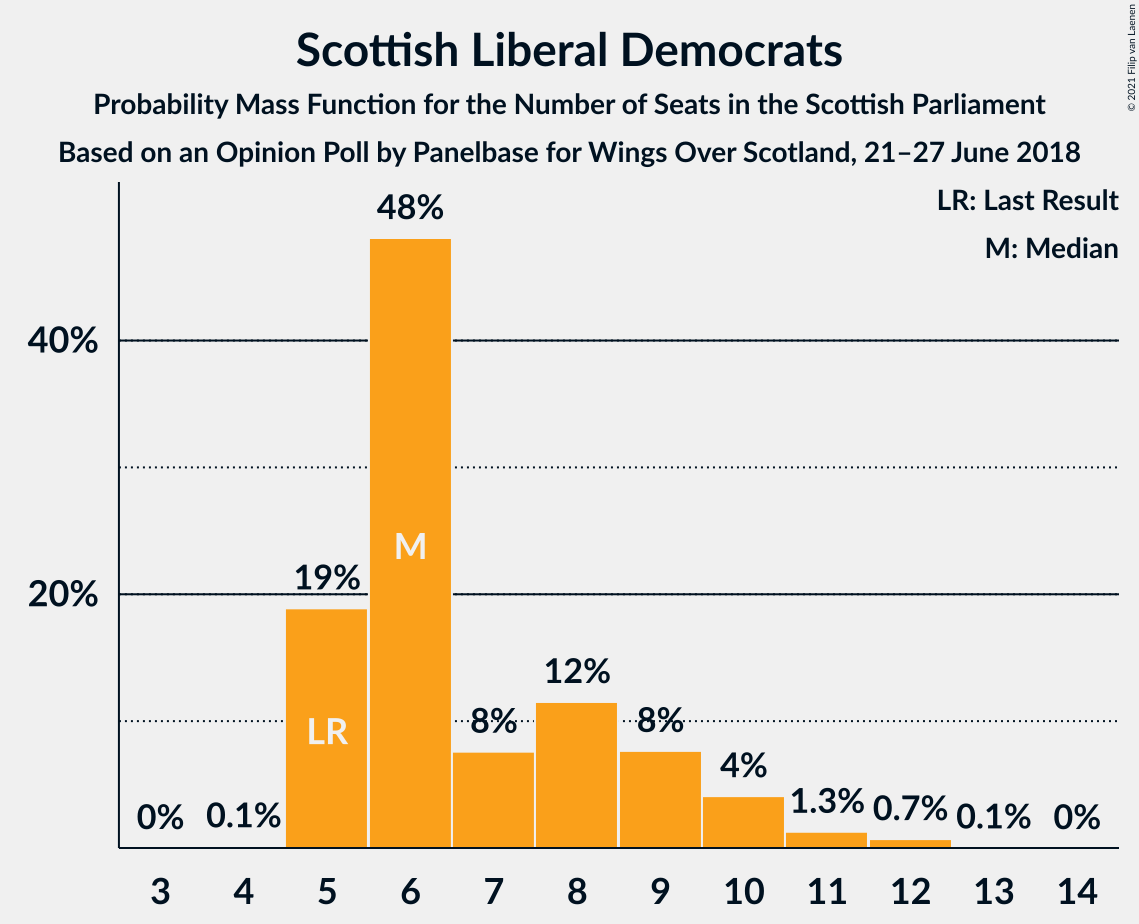 Scottish Liberal Democrats
Probability Mass Function for the Number of Seats in the Scottish Parliament
Based on an Opinion Poll by Panelbase for Wings Over Scotland, 21–27 June 2018
© 2021 Filip van Laenen
LR: Last Result
M: Median
48%
40%
M
20%
19%
12%
LR
8%
8%
4%
0%
0.1%
1.3%
0.7%
0.1%
0%
3 4 5 6 7 8 9 10 11 12 13 14